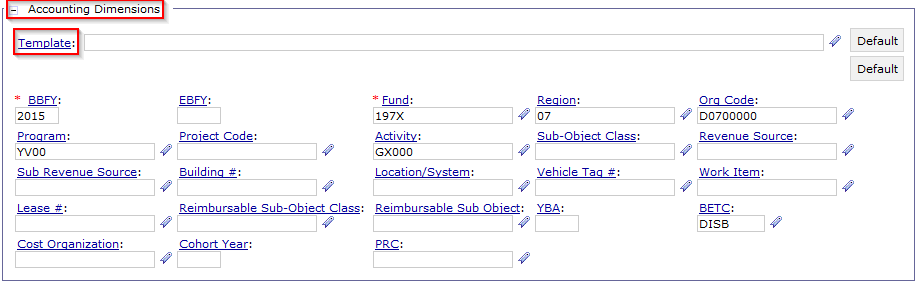 Accounting Dimensions
Template: Default
Default
* BBFY: EBFY: * Fund: Region: Org Code:
2015 197X 07 D0700000
Program: Project Code: Activity: Sub-Object Class: Revenue Source:
YV00 GX000
Sub Revenue Source: Building #: Location/System: Vehicle Tag #: Work Item:
Lease #: Reimbursable Sub-Object Class: Reimbursable Sub Object: YBA: BETC:
DISB
Cost Organization: Cohort Year: PRC: